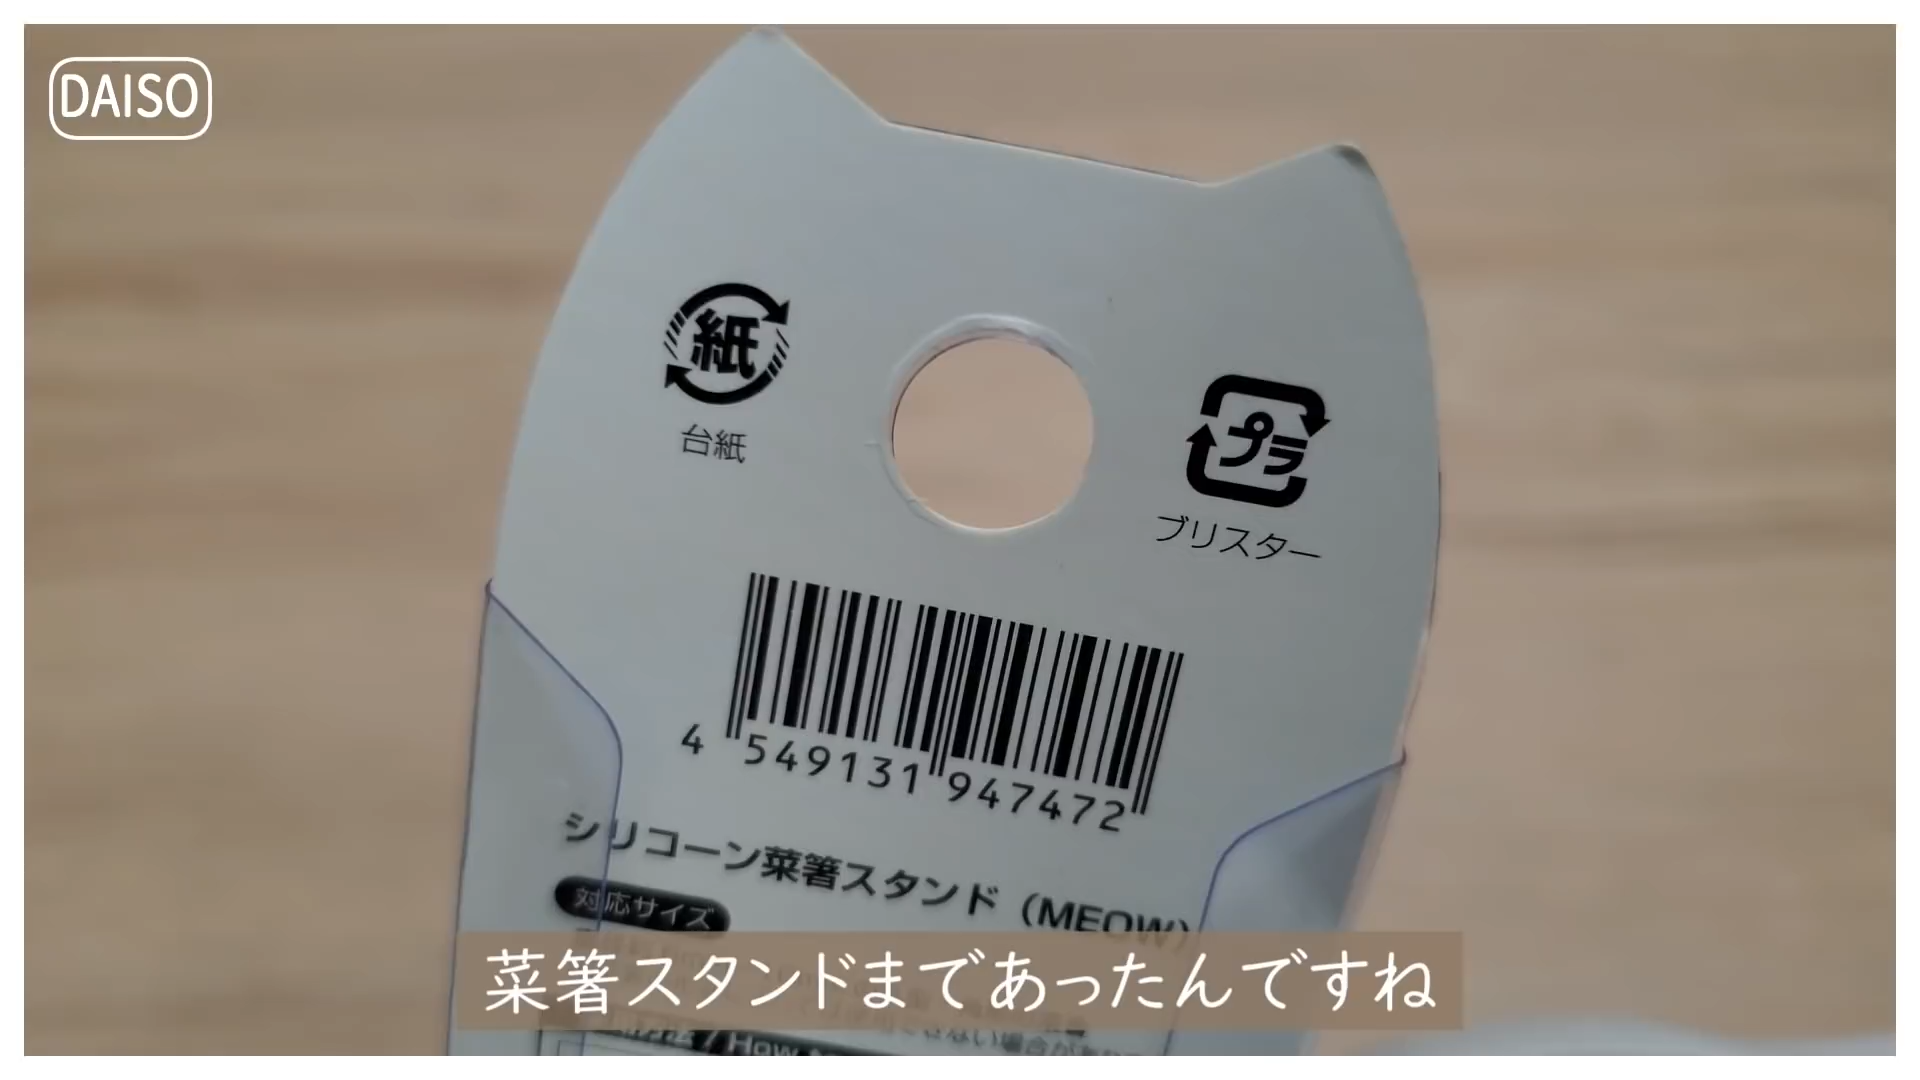 DAISO
紙
台紙
プラ
ブリスター
4 549131 947472
シリコーン菜箸スタンド（MEOW）
対応サイズ
菜箸スタンドまであったんですね
/ How